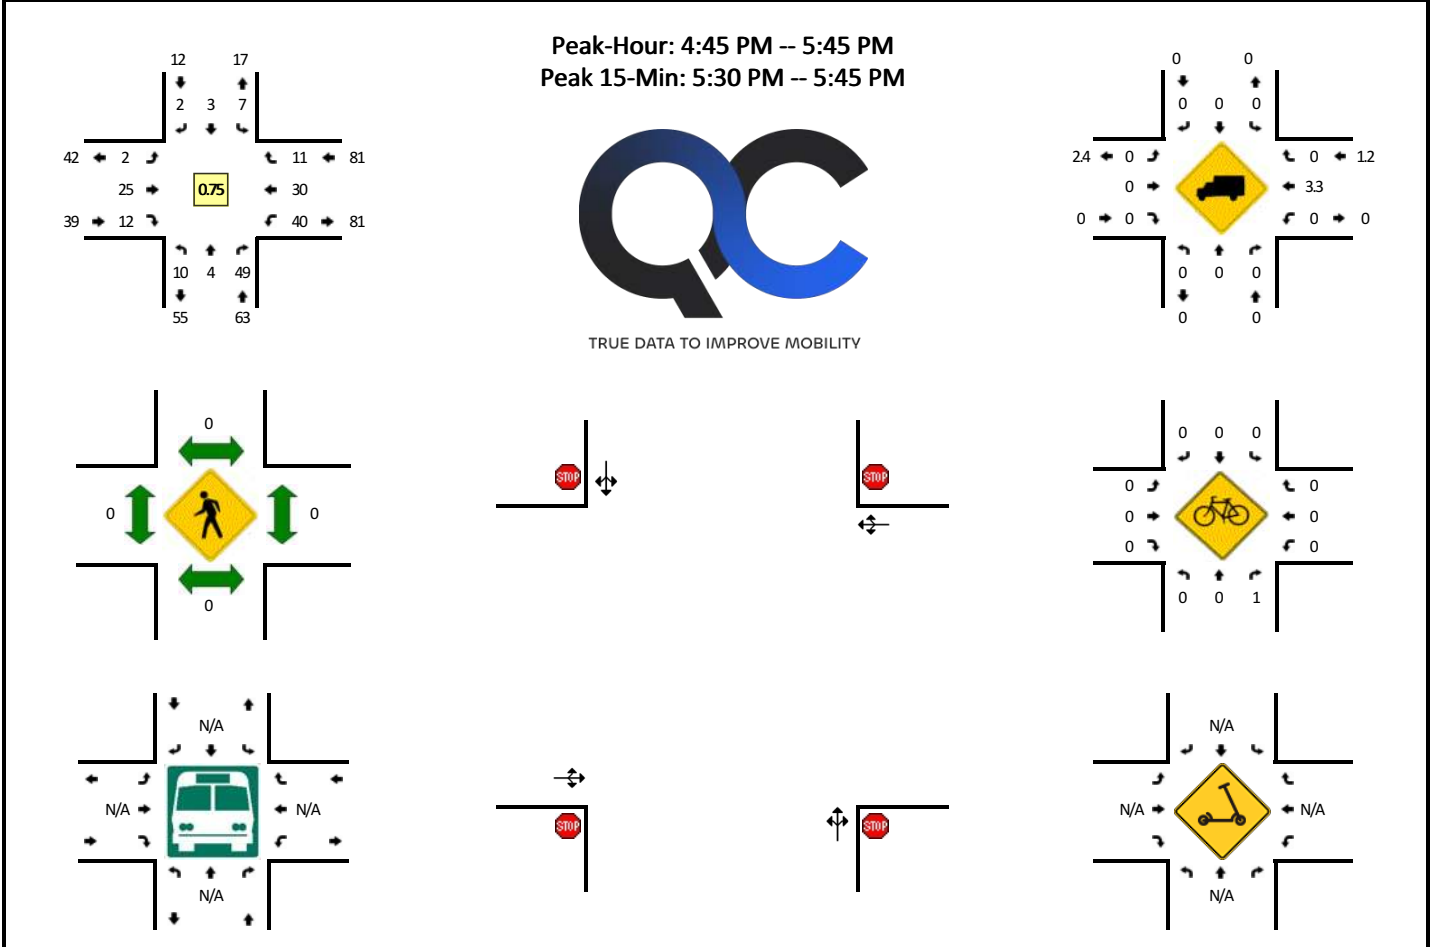 Peak-Hour: 4:45 PM -- 5:45 PM
Peak 15-Min: 5:30 PM -- 5:45 PM
12 17
2 3 7
42 2 11 81
25 0.75 30
39 12 40 81
10 4 49
55 63
QC
TRUE DATA TO IMPROVE MOBILITY
0 0
0 0 0
2.4 0 0 1.2
0 3.3
0 0 0 0
0 0 0
0 0
0
0 0
0
STOP STOP
STOP STOP
0 0 0
0 0
0 0
0 0
0 0 1
N/A
N/A N/A
N/A
N/A
N/A N/A
N/A